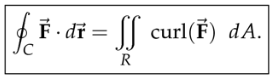 ∮_C F⃗ · dr⃗ = ∬_R curl(F⃗) dA.